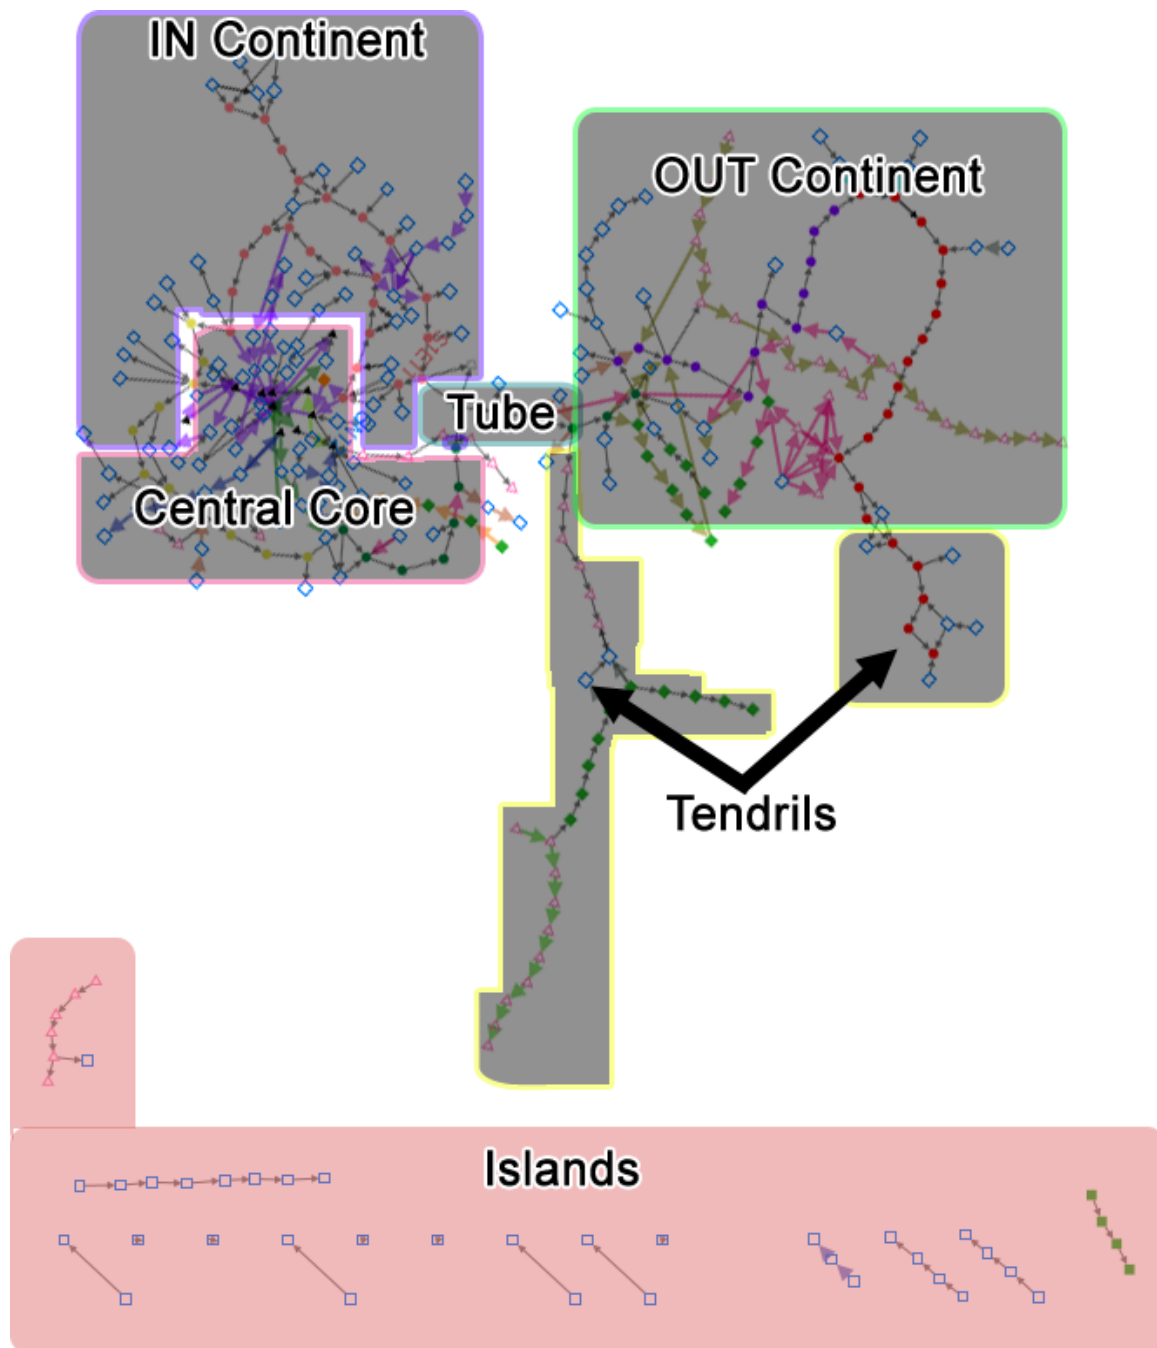 IN Continent
OUT Continent
Tube
Central Core
Tendrils
Islands